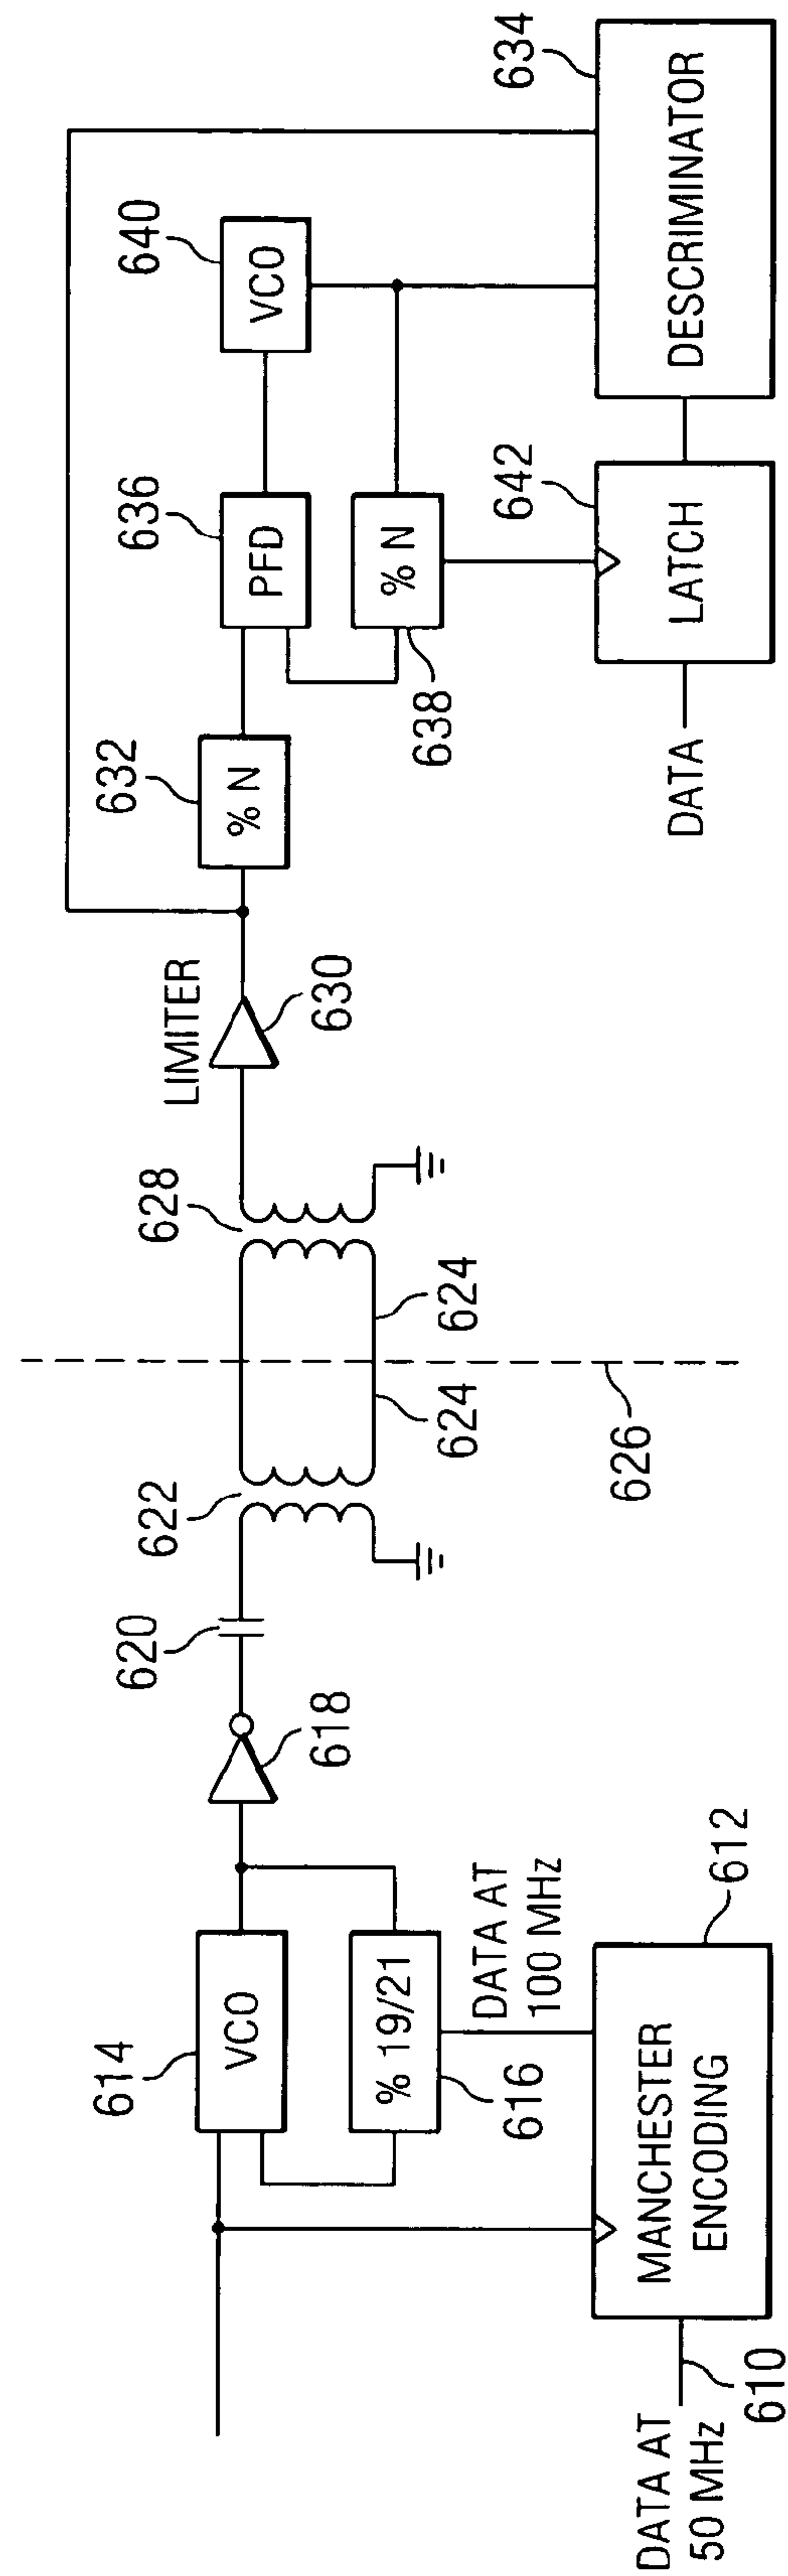 614
VCO
% 19/21
616
DATA AT
100 MHz
612
MANCHESTER
ENCODING
DATA AT
50 MHz
610
618
620
622
624
624
626
628
LIMITER
630
632
% N
636
PFD
640
VCO
% N
638
642
LATCH
DATA
634
DESCRIMINATOR